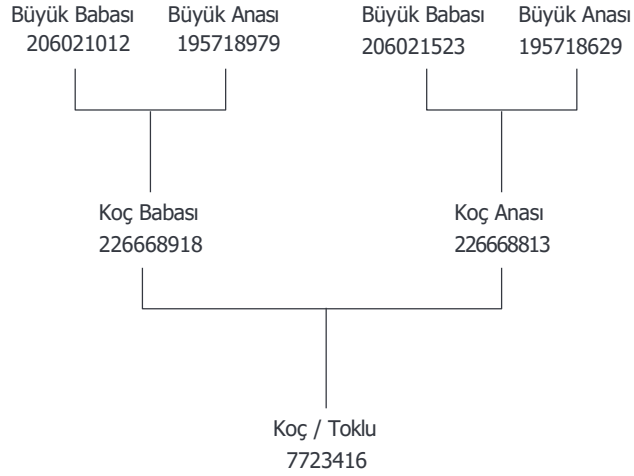 Büyük Babası Büyük Anası Büyük Babası Büyük Anası
206021012 195718979 206021523 195718629
Koç Babası Koç Anası
226668918 226668813
Koç / Toklu
7723416